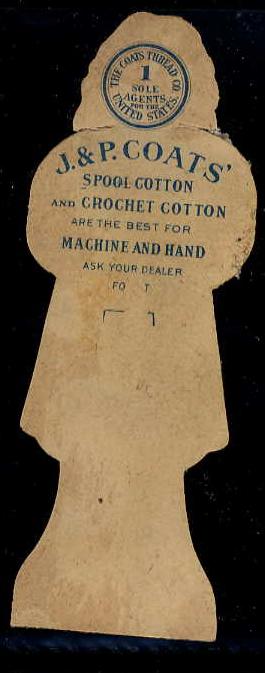 THE COATS THREAD CO.
1
SOLE
AGENTS
FOR THE
UNITED STATES.
J. & P. COATS'
SPOOL COTTON
AND CROCHET COTTON
ARE THE BEST FOR
MACHINE AND HAND
ASK YOUR DEALER
FO T